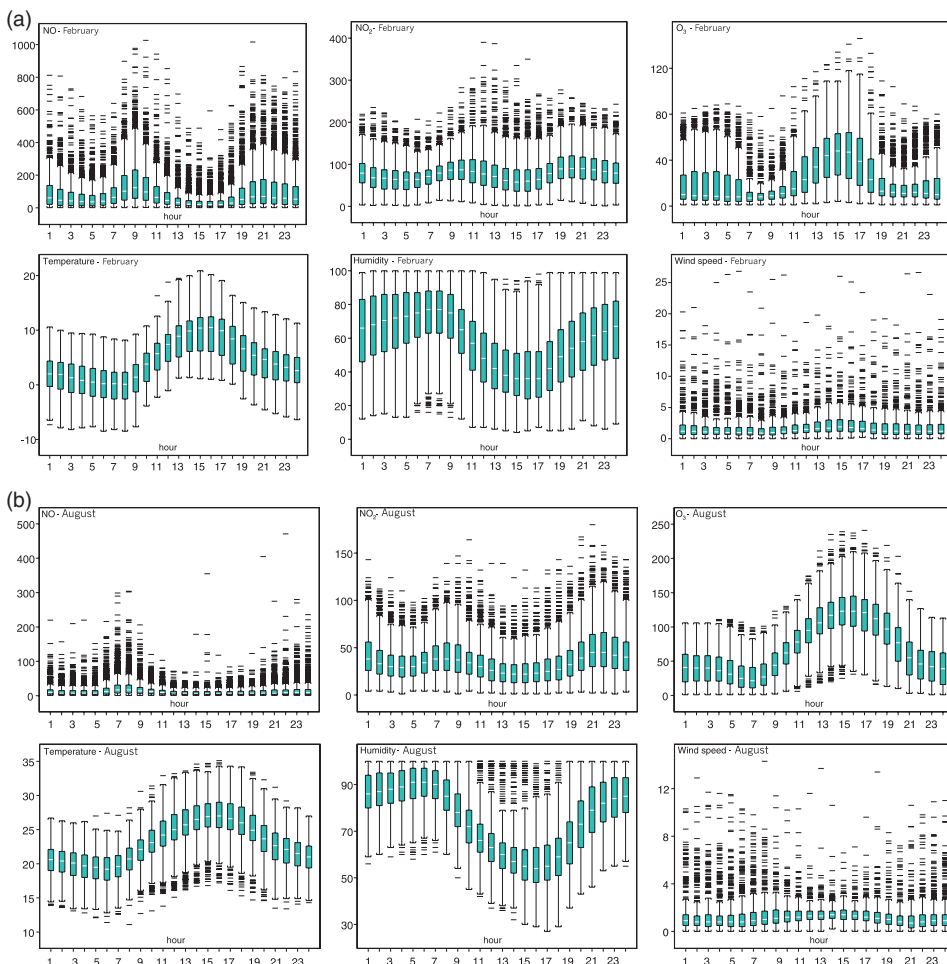 (a)
NO - February
1000
800
600
400
200
0
hour
1 3 5 7 9 11 13 15 17 19 21 23
NO2 - February
400
300
200
100
0
hour
1 3 5 7 9 11 13 15 17 19 21 23
O3 - February
120
80
40
0
hour
1 3 5 7 9 11 13 15 17 19 21 23
Temperature - February
20
10
0
-10
hour
1 3 5 7 9 11 13 15 17 19 21 23
Humidity - February
100
80
60
40
20
0
hour
1 3 5 7 9 11 13 15 17 19 21 23
Wind speed - February
25
20
15
10
5
0
hour
1 3 5 7 9 11 13 15 17 19 21 23
(b)
NO - August
500
400
300
200
100
0
hour
1 3 5 7 9 11 13 15 17 19 21 23
NO2 - August
150
100
50
0
hour
1 3 5 7 9 11 13 15 17 19 21 23
O3 - August
250
200
150
100
50
0
hour
1 3 5 7 9 11 13 15 17 19 21 23
Temperature - August
35
30
25
20
15
10
hour
1 3 5 7 9 11 13 15 17 19 21 23
Humidity - August
90
70
50
30
hour
1 3 5 7 9 11 13 15 17 19 21 23
Wind speed - August
12
8
4
0
hour
1 3 5 7 9 11 13 15 17 19 21 23